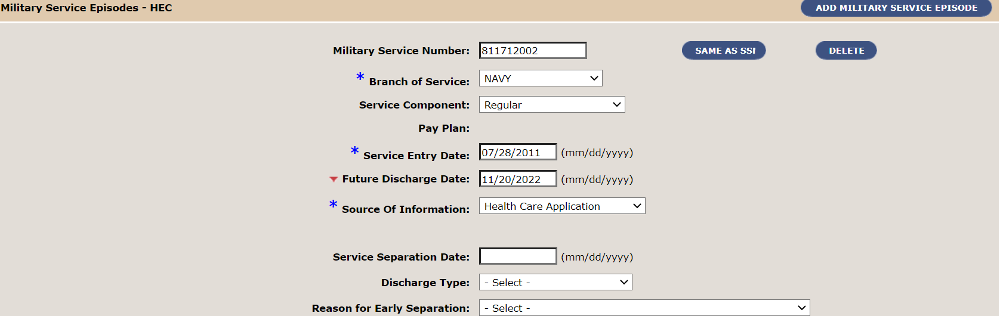 Military Service Episodes - HEC
ADD MILITARY SERVICE EPISODE
Military Service Number: 811712002
SAME AS SSN
DELETE
* Branch of Service: NAVY
Service Component: Regular
Pay Plan:
* Service Entry Date: 07/28/2011 (mm/dd/yyyy)
Future Discharge Date: 11/20/2022 (mm/dd/yyyy)
* Source Of Information: Health Care Application
Service Separation Date: (mm/dd/yyyy)
Discharge Type: - Select -
Reason for Early Separation: - Select -